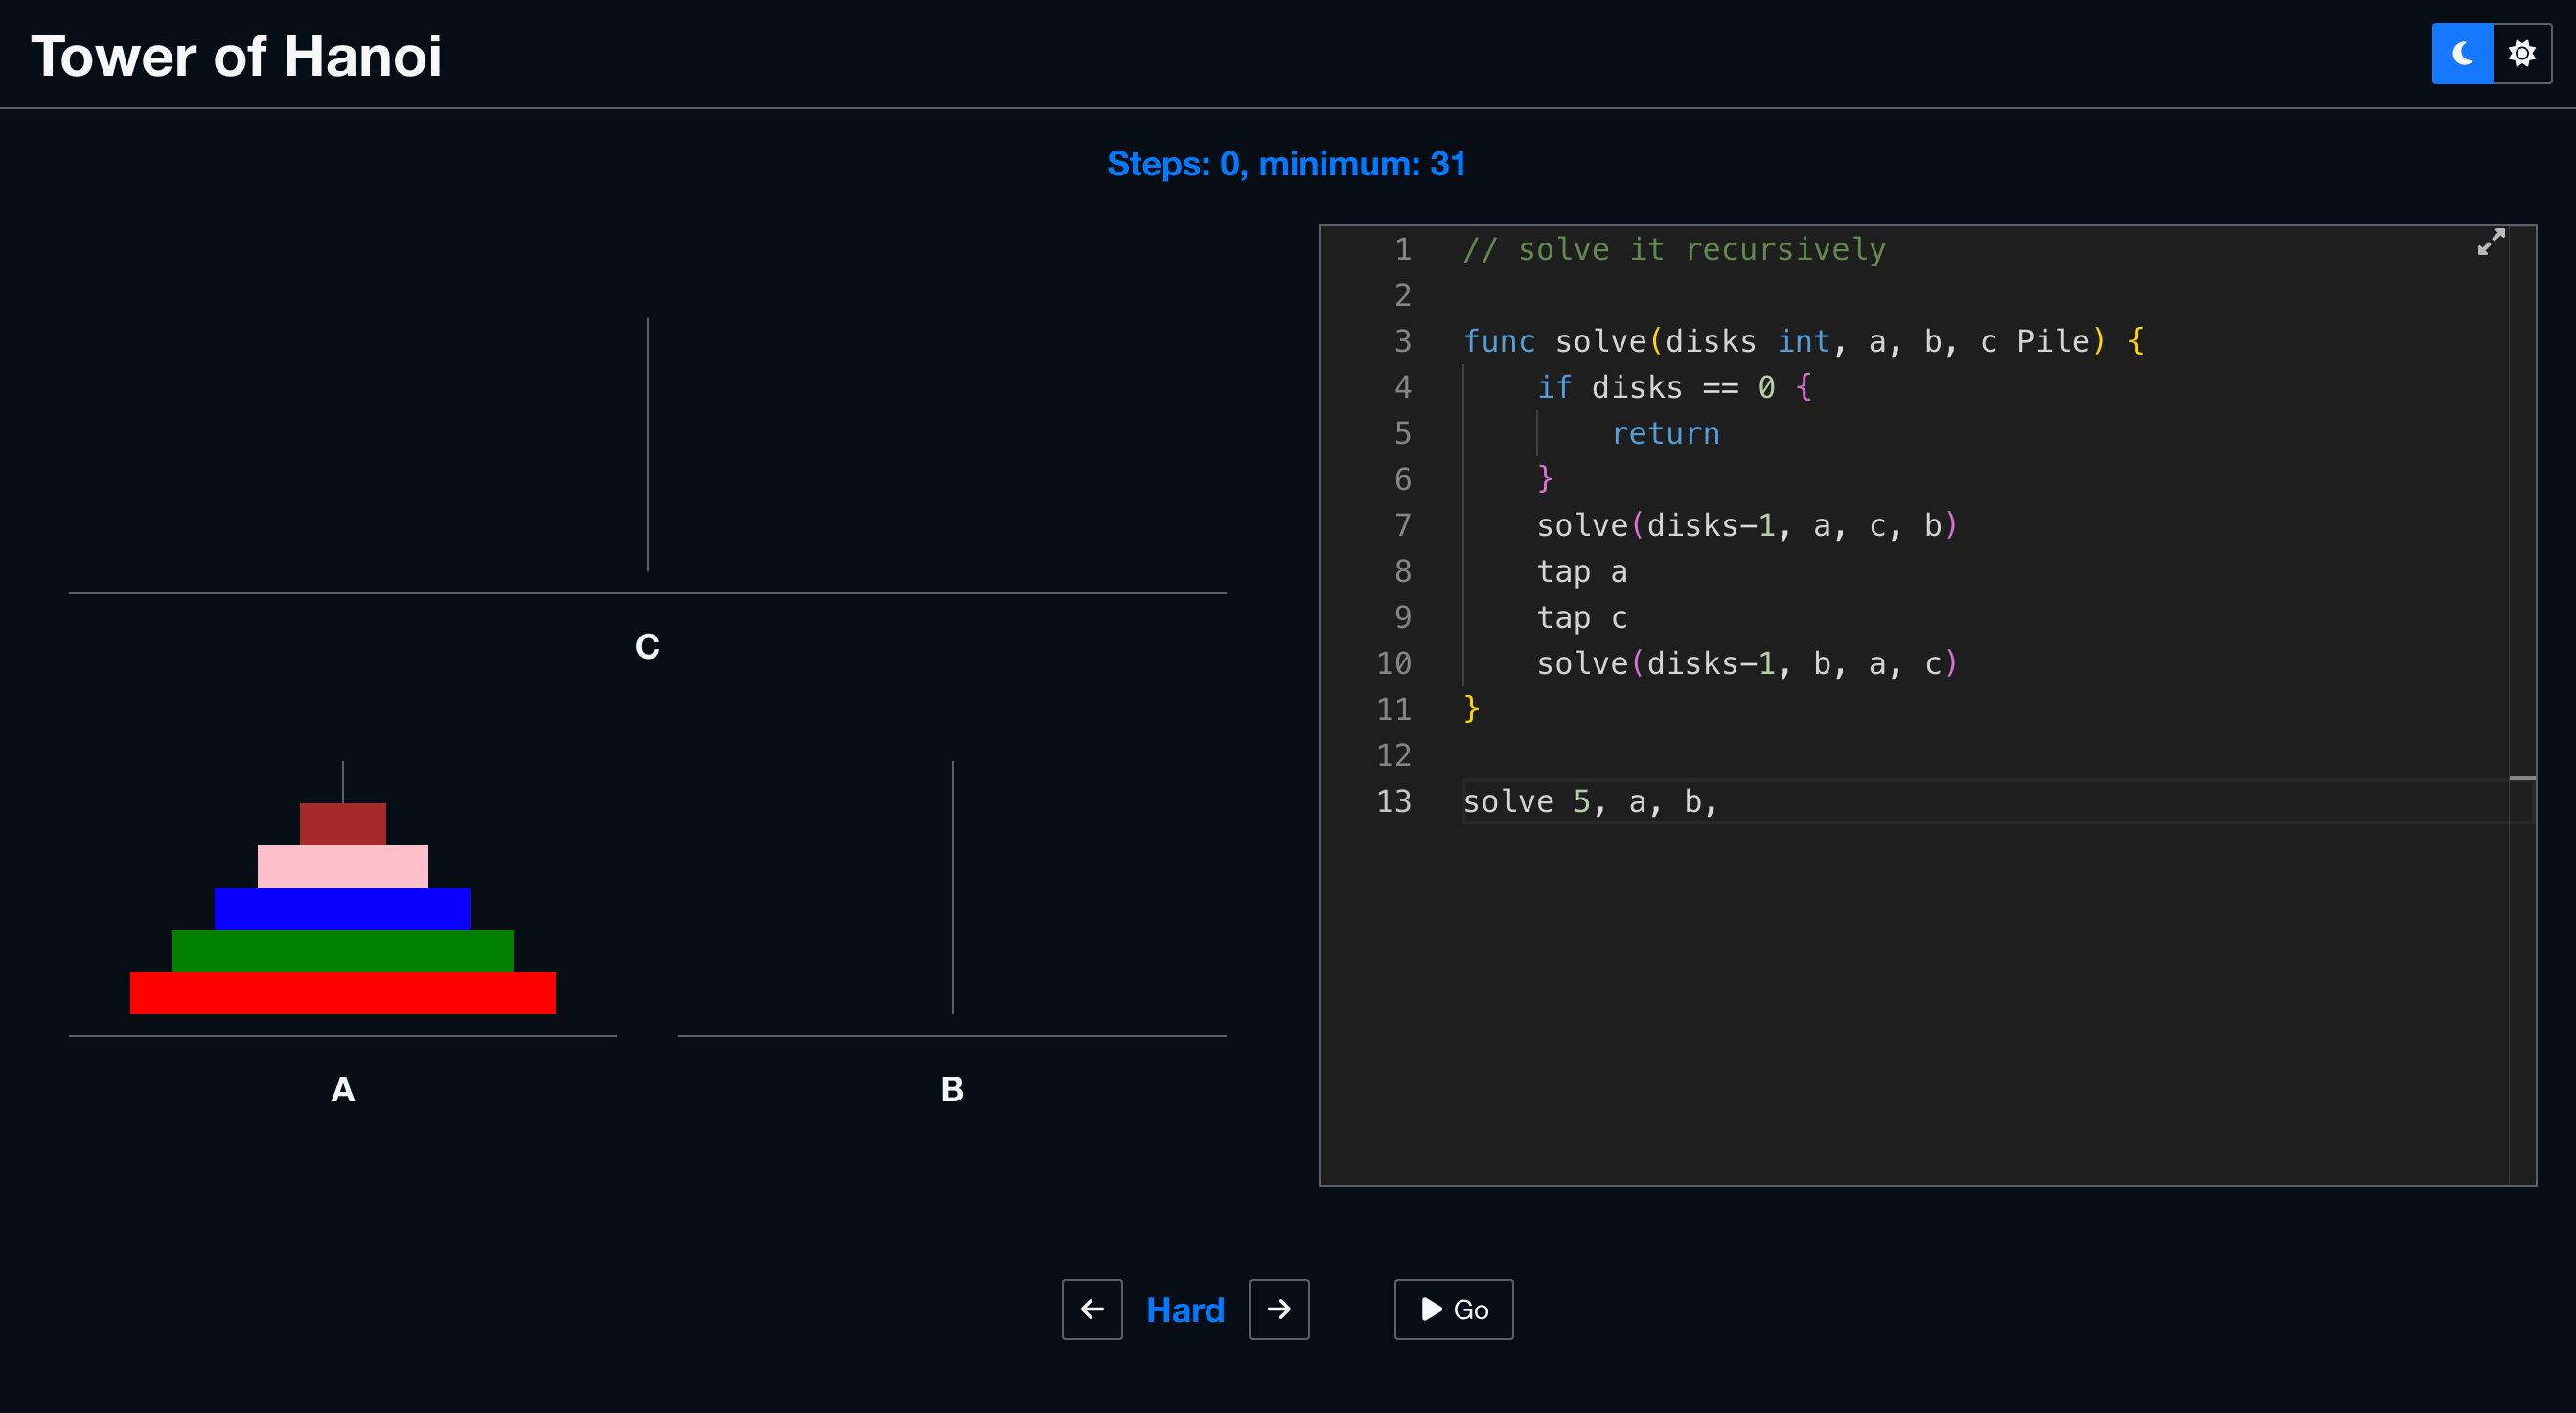 Tower of Hanoi
Steps: 0, minimum: 31
C
A
B
1 // solve it recursively
2
3 func solve(disks int, a, b, c Pile) {
4     if disks == 0 {
5         return
6     }
7     solve(disks-1, a, c, b)
8     tap a
9     tap c
10     solve(disks-1, b, a, c)
11 }
12
13 solve 5, a, b,
Hard
Go